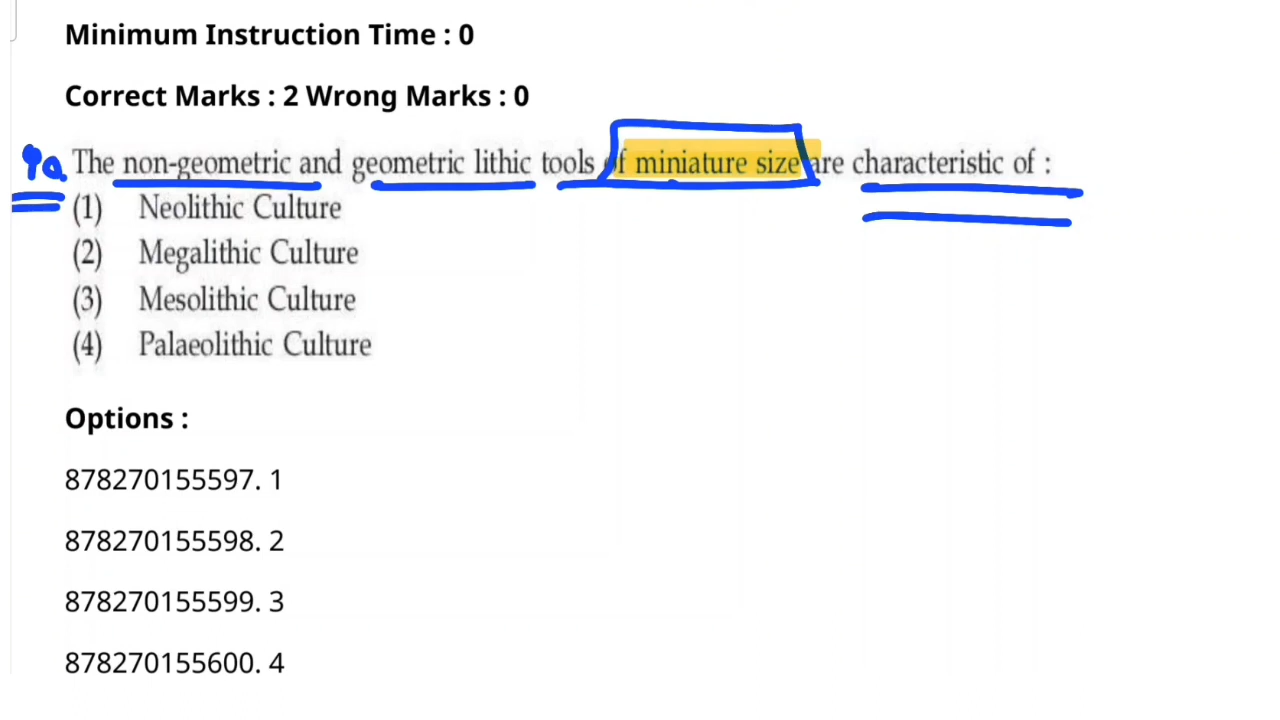 Minimum Instruction Time : 0
Correct Marks : 2 Wrong Marks : 0
The non-geometric and geometric lithic tools of miniature size are characteristic of :
(1) Neolithic Culture
(2) Megalithic Culture
(3) Mesolithic Culture
(4) Palaeolithic Culture
Options :
878270155597. 1
878270155598. 2
878270155599. 3
878270155600. 4